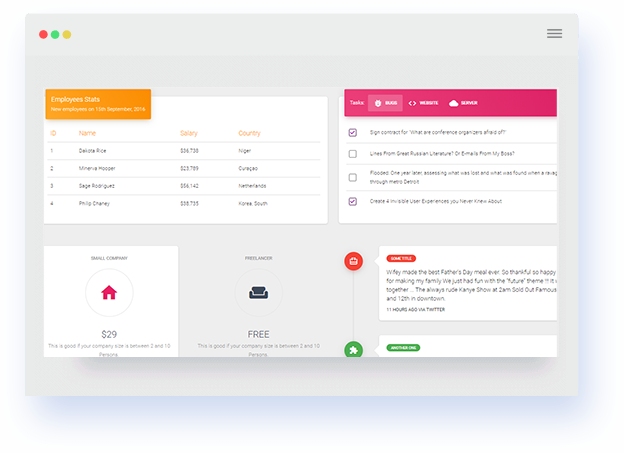 Employees Stats
New employees on 15th September, 2016
ID Name Salary Country
1 Dakota Rice $36,738 Niger
2 Minerva Hooper $23,789 Curaçao
3 Sage Rodriguez $56,142 Netherlands
4 Philip Chaney $38,735 Korea, South
Tasks: BUGS WEBSITE SERVER
Sign contract for "What are conference organizers afraid of?"
Lines From Great Russian Literature? Or E-mails From My Boss?
Flooded: One year later, assessing what was lost and what was found when a ravag
through metro Detroit
Create 4 Invisible User Experiences you Never Knew About
SMALL COMPANY
$29
This is good if your company size is between 2 and 10
Persons.
FREELANCER
FREE
This is good if your company size is between 2 and 10
Persons.
SOME TITLE
Wifey made the best Father's Day meal ever. So thankful so happy
for making my family We just had fun with the "future" theme !!! It w
together ... The always rude Kanye Show at 2am Sold Out Famous
and 12th in downtown.
11 HOURS AGO VIA TWITTER
ANOTHER ONE